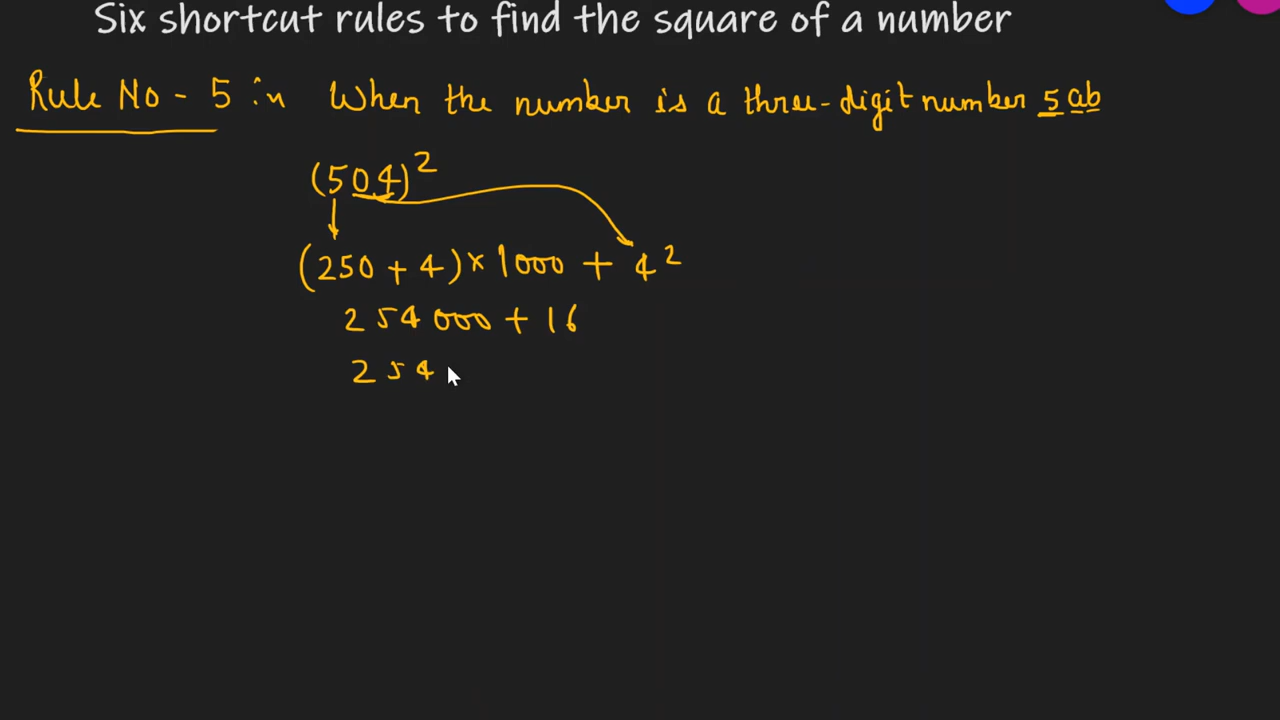 Six shortcut rules to find the square of a number
Rule No - 5 :n When the number is a three-digit number 5ab
(504)²
(250 + 4) × 1000 + 4²
254000 + 16
254